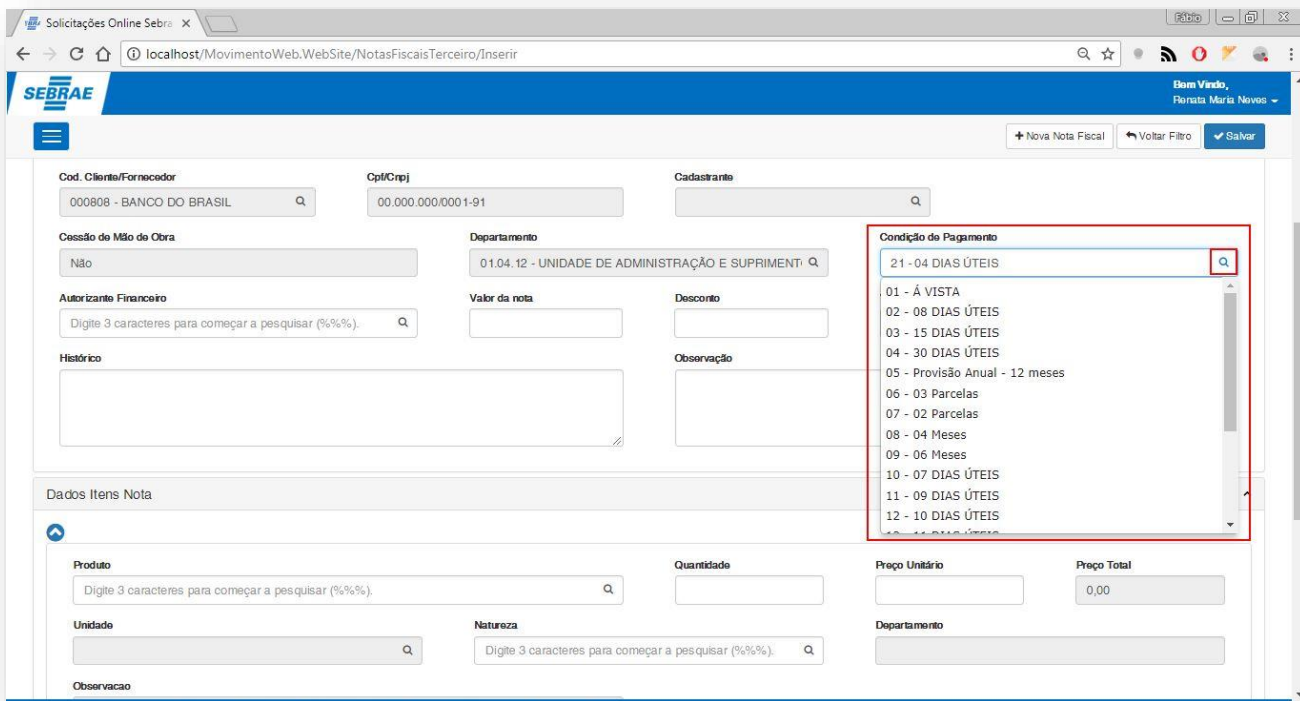 Solicitações Online Sebra
Fábio
localhost/MovimentoWeb.WebSite/NotasFiscaisTerceiro/Inserir
SEBRAE
Bem Vindo,
Renata Maria Neves
+ Nova Nota Fiscal Voltar Filtro Salvar
Cod. Cliente/Fornecedor Cpf/Cnpj Cadastrante
000808 - BANCO DO BRASIL 00.000.000/0001-91
Cessão de Mão de Obra Departamento Condição de Pagamento
Não 01.04.12 - UNIDADE DE ADMINISTRAÇÃO E SUPRIMENT 21 - 04 DIAS ÚTEIS
Autorizante Financeiro Valor da nota Desconto
Digite 3 caracteres para começar a pesquisar (%%%).
Histórico Observação
01 - Á VISTA
02 - 08 DIAS ÚTEIS
03 - 15 DIAS ÚTEIS
04 - 30 DIAS ÚTEIS
05 - Provisão Anual - 12 meses
06 - 03 Parcelas
07 - 02 Parcelas
08 - 04 Meses
09 - 06 Meses
10 - 07 DIAS ÚTEIS
11 - 09 DIAS ÚTEIS
12 - 10 DIAS ÚTEIS
Dados Itens Nota
Produto Quantidade Preço Unitário Preço Total
Digite 3 caracteres para começar a pesquisar (%%%). 0,00
Unidade Natureza Departamento
Digite 3 caracteres para começar a pesquisar (%%%).
Observacao